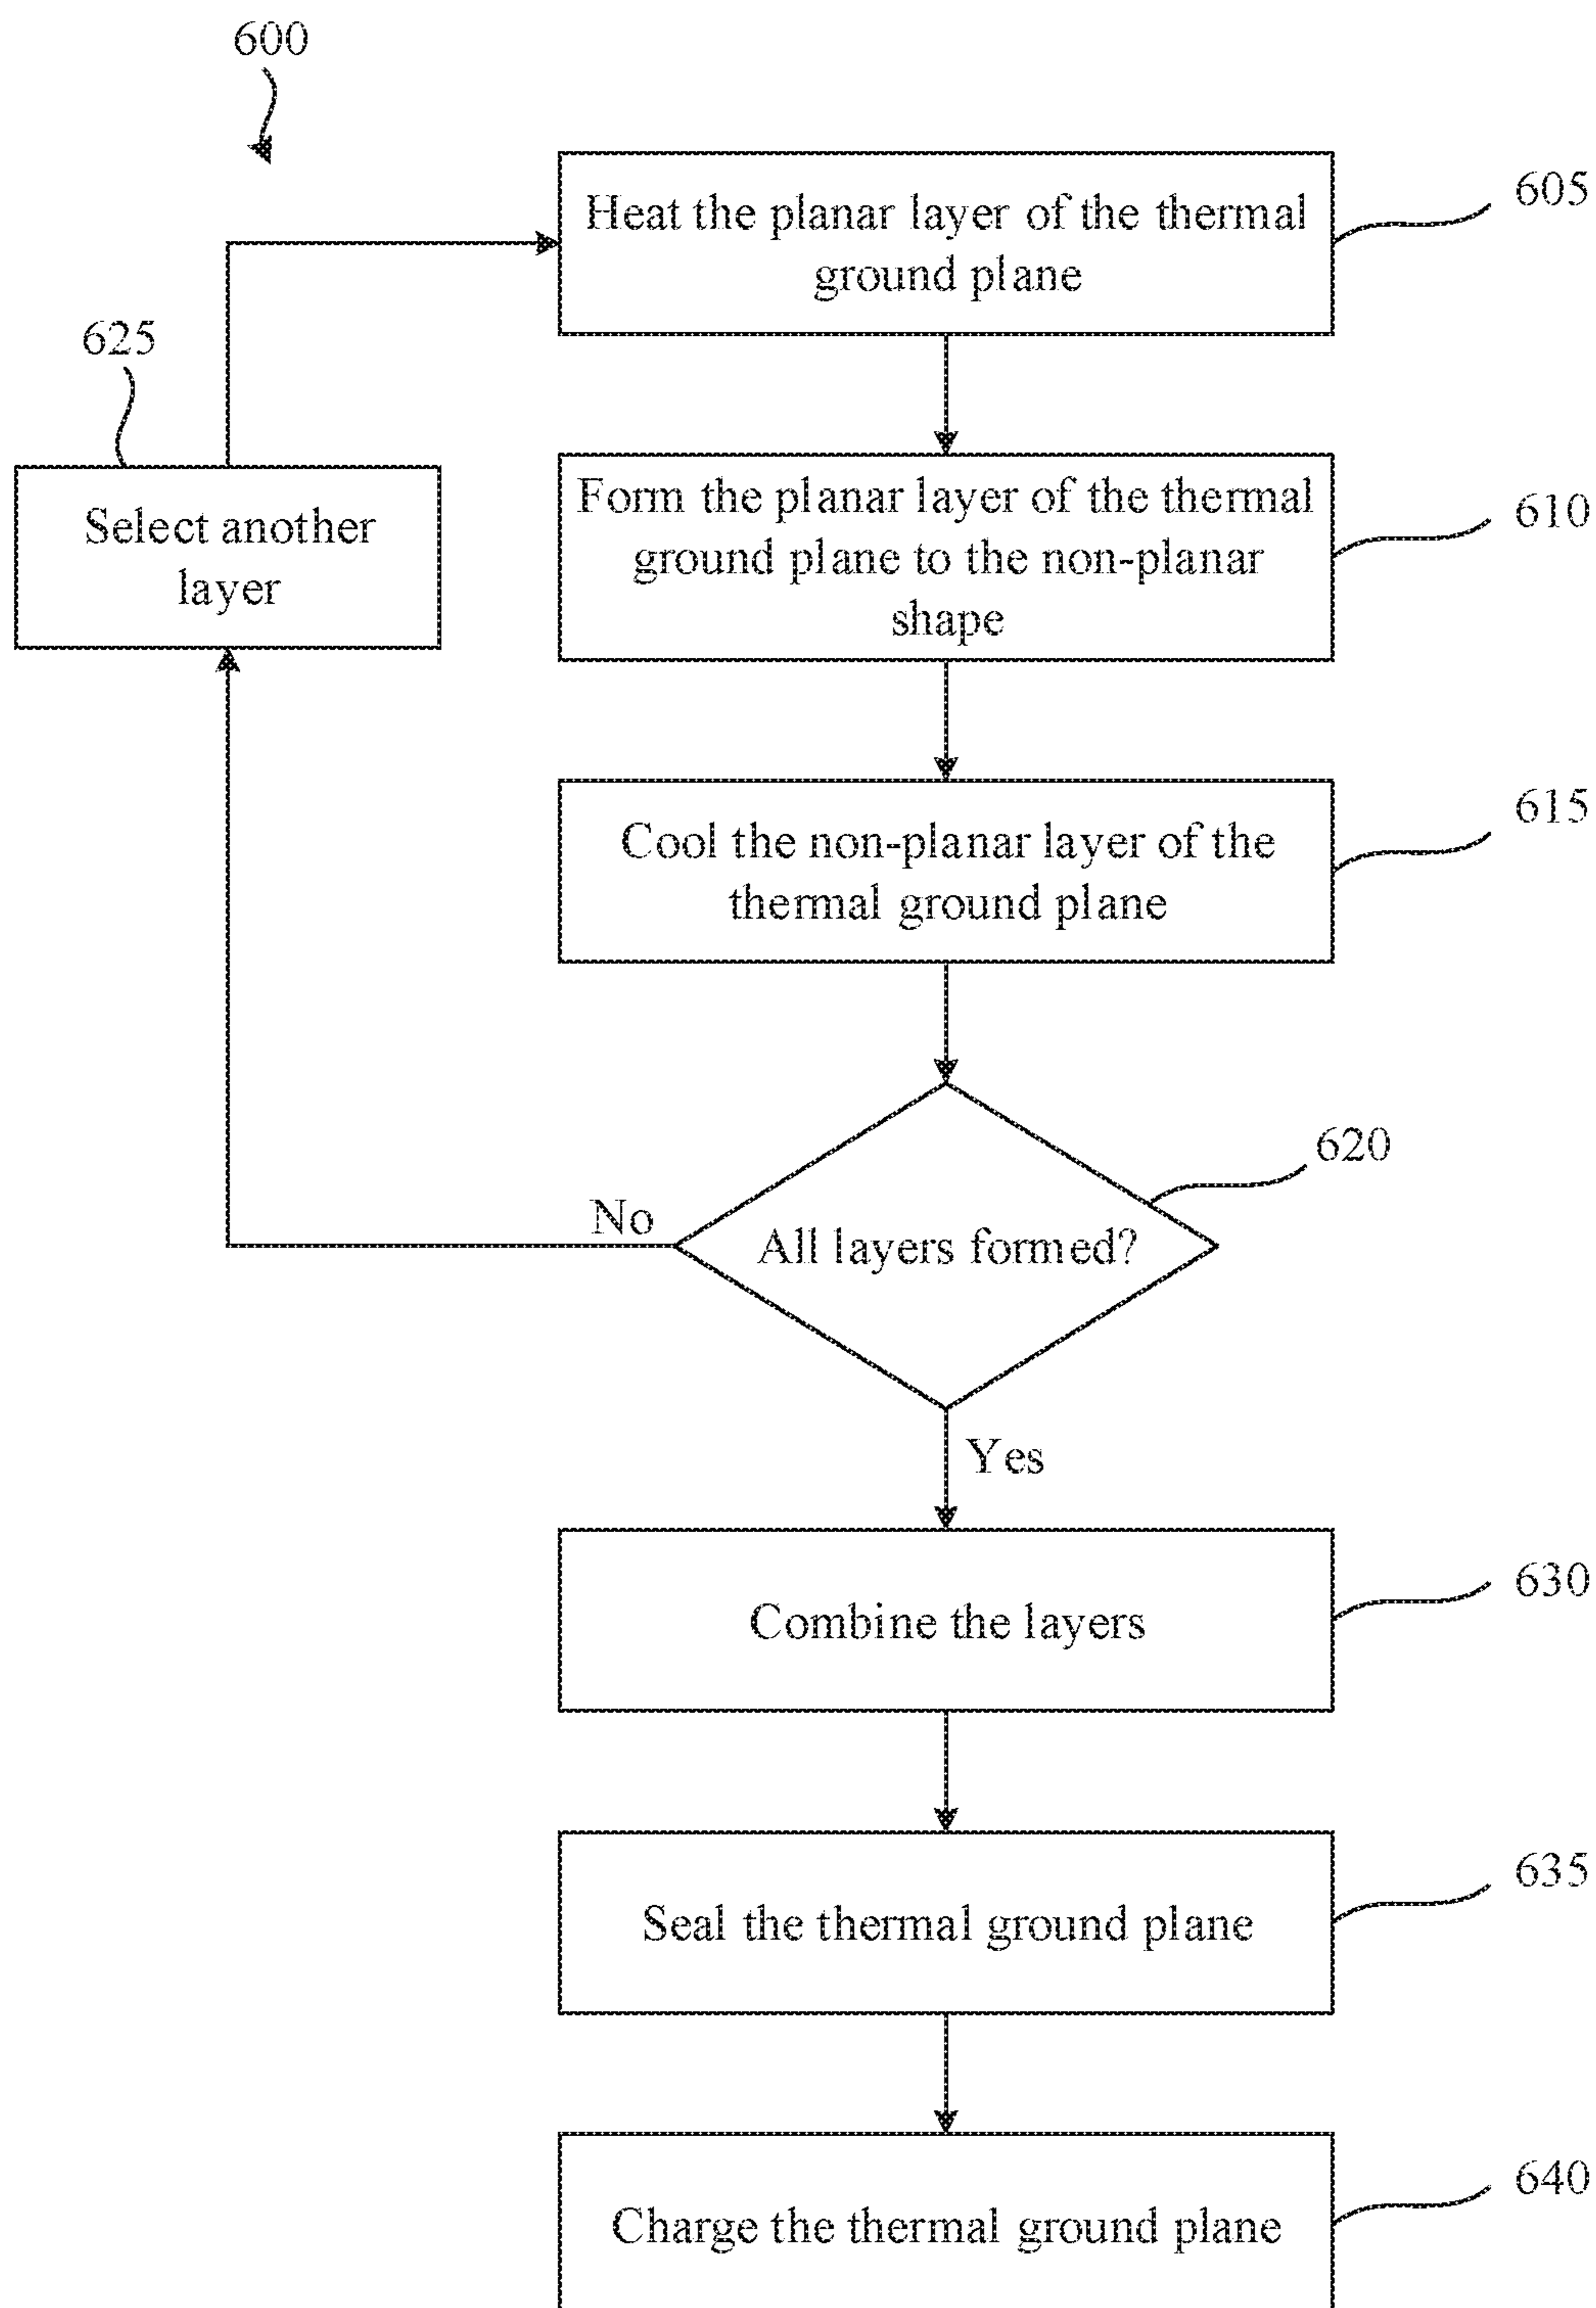 600
Heat the planar layer of the thermal
ground plane
605
625
Select another
layer
Form the planar layer of the thermal
ground plane to the non-planar
shape
610
Cool the non-planar layer of the
thermal ground plane
615
620
No
All layers formed?
Yes
Combine the layers
630
Seal the thermal ground plane
635
Charge the thermal ground plane
640